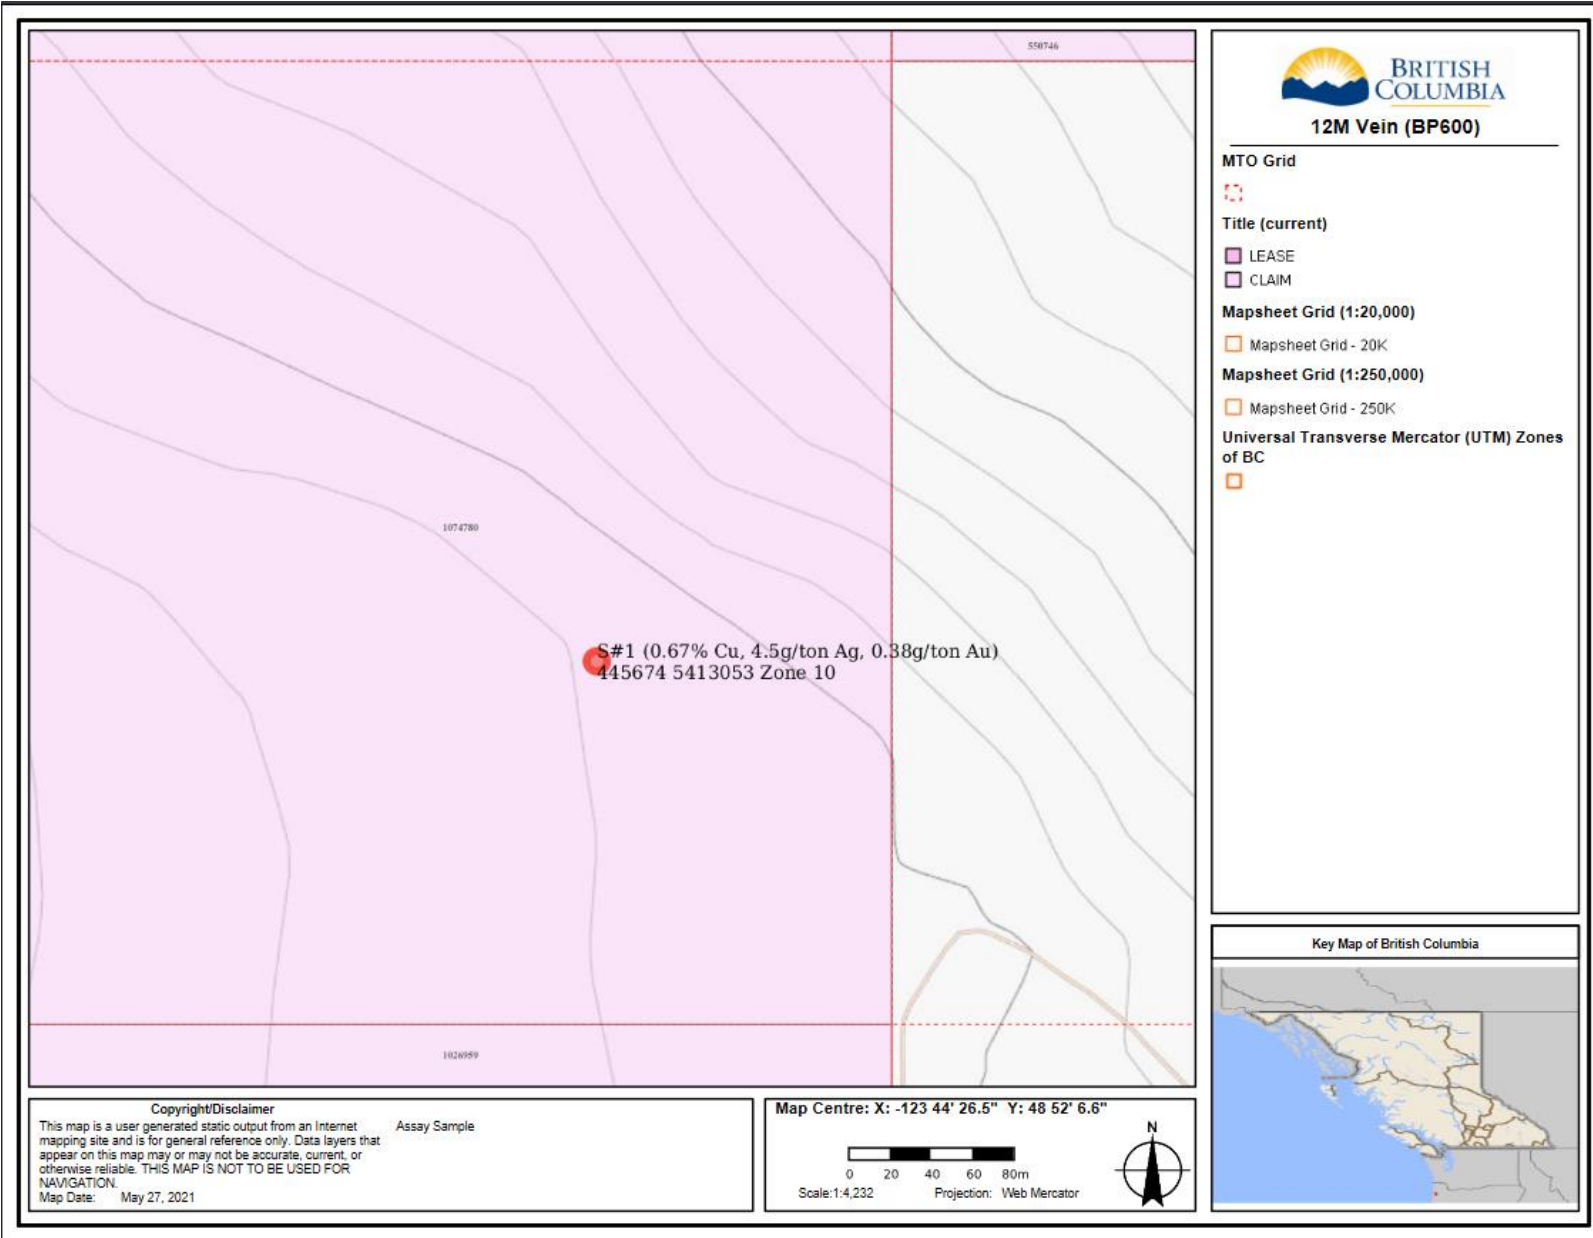 550746
1074780
S#1 (0.67% Cu, 4.5g/ton Ag, 0.38g/ton Au)
445674 5413053 Zone 10
1026959
BRITISH
COLUMBIA
12M Vein (BP600)
MTO Grid
Title (current)
LEASE
CLAIM
Mapsheet Grid (1:20,000)
Mapsheet Grid - 20K
Mapsheet Grid (1:250,000)
Mapsheet Grid - 250K
Universal Transverse Mercator (UTM) Zones
of BC
Key Map of British Columbia
Copyright/Disclaimer
This map is a user generated static output from an Internet
mapping site and is for general reference only. Data layers that
appear on this map may or may not be accurate, current, or
otherwise reliable. THIS MAP IS NOT TO BE USED FOR
NAVIGATION.
Map Date: May 27, 2021
Assay Sample
Map Centre: X: -123 44' 26.5" Y: 48 52' 6.6"
0 20 40 60 80m
Scale:1:4,232 Projection: Web Mercator
N